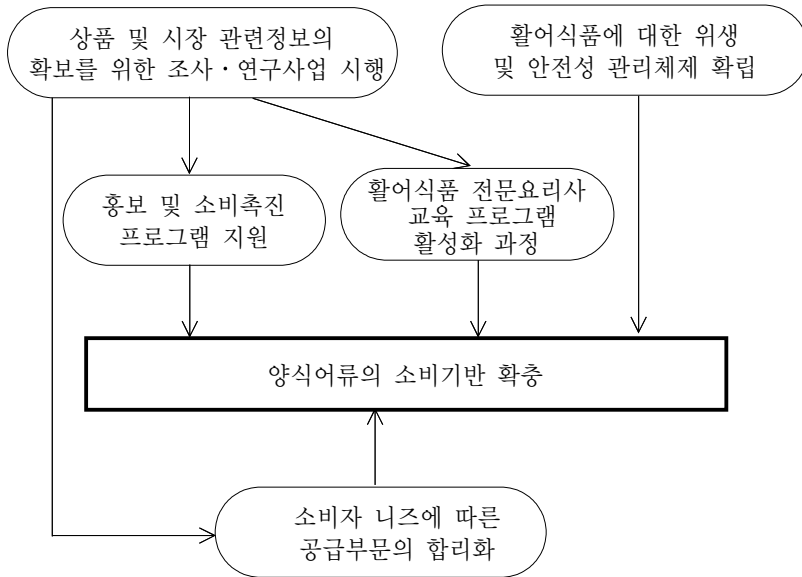 상품 및 시장 관련정보의
확보를 위한 조사·연구사업 시행
활어식품에 대한 위생
및 안전성 관리체제 확립
홍보 및 소비촉진
프로그램 지원
활어식품 전문요리사
교육 프로그램
활성화 과정
양식어류의 소비기반 확충
소비자 니즈에 따른
공급부문의 합리화